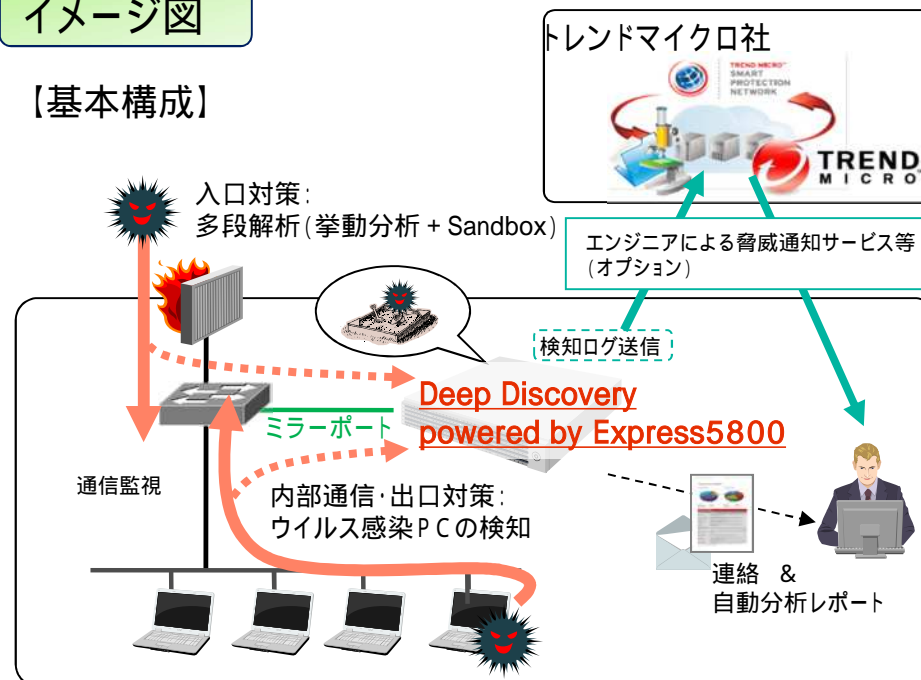 イメージ図
トレンドマイクロ社
TREND MICRO™
SMART
PROTECTION
NETWORK
TREND
MICRO
【基本構成】
入口対策:
多段解析(挙動分析 + Sandbox)
エンジニアによる脅威通知サービス等
(オプション)
検知ログ送信
Deep Discovery
powered by Express5800
ミラーポート
通信監視
内部通信・出口対策:
ウイルス感染PCの検知
連絡 &
自動分析レポート